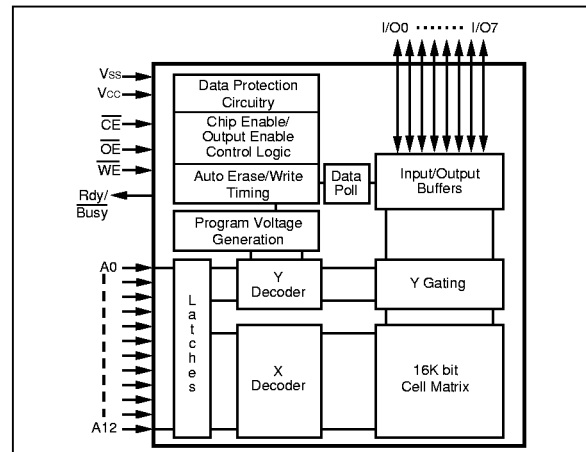 I/O0 ········ I/O7
VSS
VCC
CE
OE
WE
Rdy/
Busy
A0
A12
Data Protection
Circuitry
Chip Enable/
Output Enable
Control Logic
Auto Erase/Write
Timing
Data
Poll
Input/Output
Buffers
Program Voltage
Generation
L
a
t
c
h
e
s
Y
Decoder
Y Gating
X
Decoder
16K bit
Cell Matrix